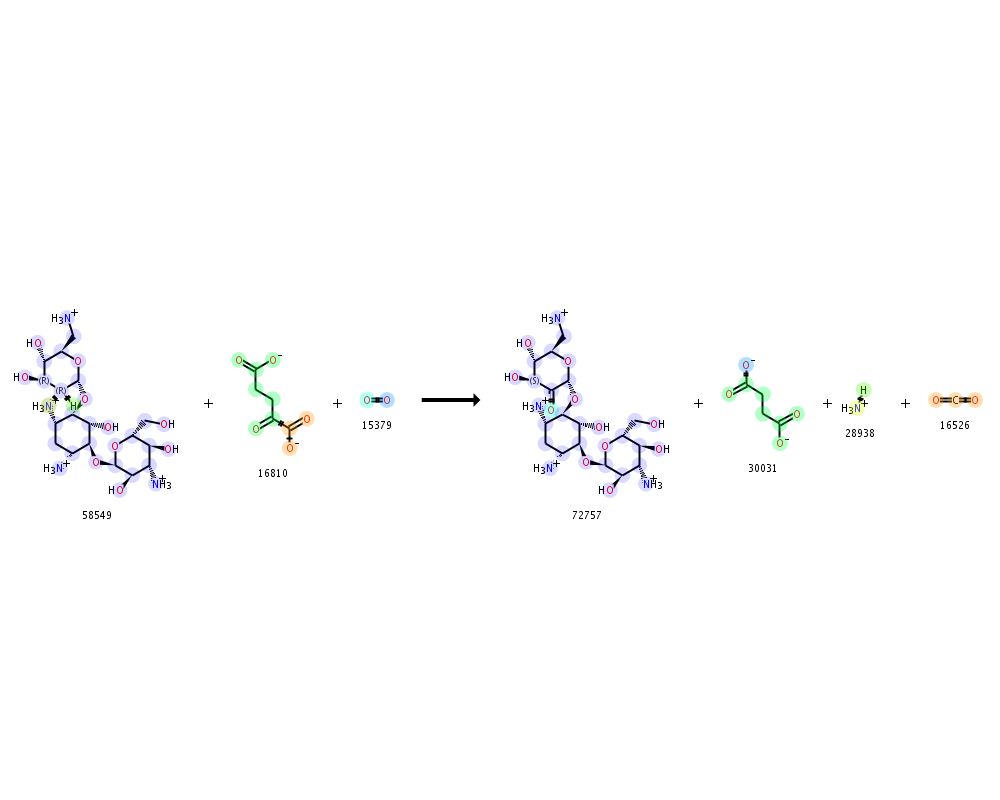 H₃N⁺
HO
O
HO
(R)
(R)
H₃N⁺
H
O
OH
OH
O
OH
O
H₃N⁺
HO
NH₃⁺
58549
+
O
O⁻
O
O
O⁻
16810
+
O O
15379
H₃N⁺
HO
O
HO
(S)
H₃N⁺
O
O
OH
OH
O
OH
O
H₃N⁺
HO
NH₃⁺
72757
+
O⁻
O
O
O⁻
30031
+
H
H₃N⁺
28938
+
O C O
16526